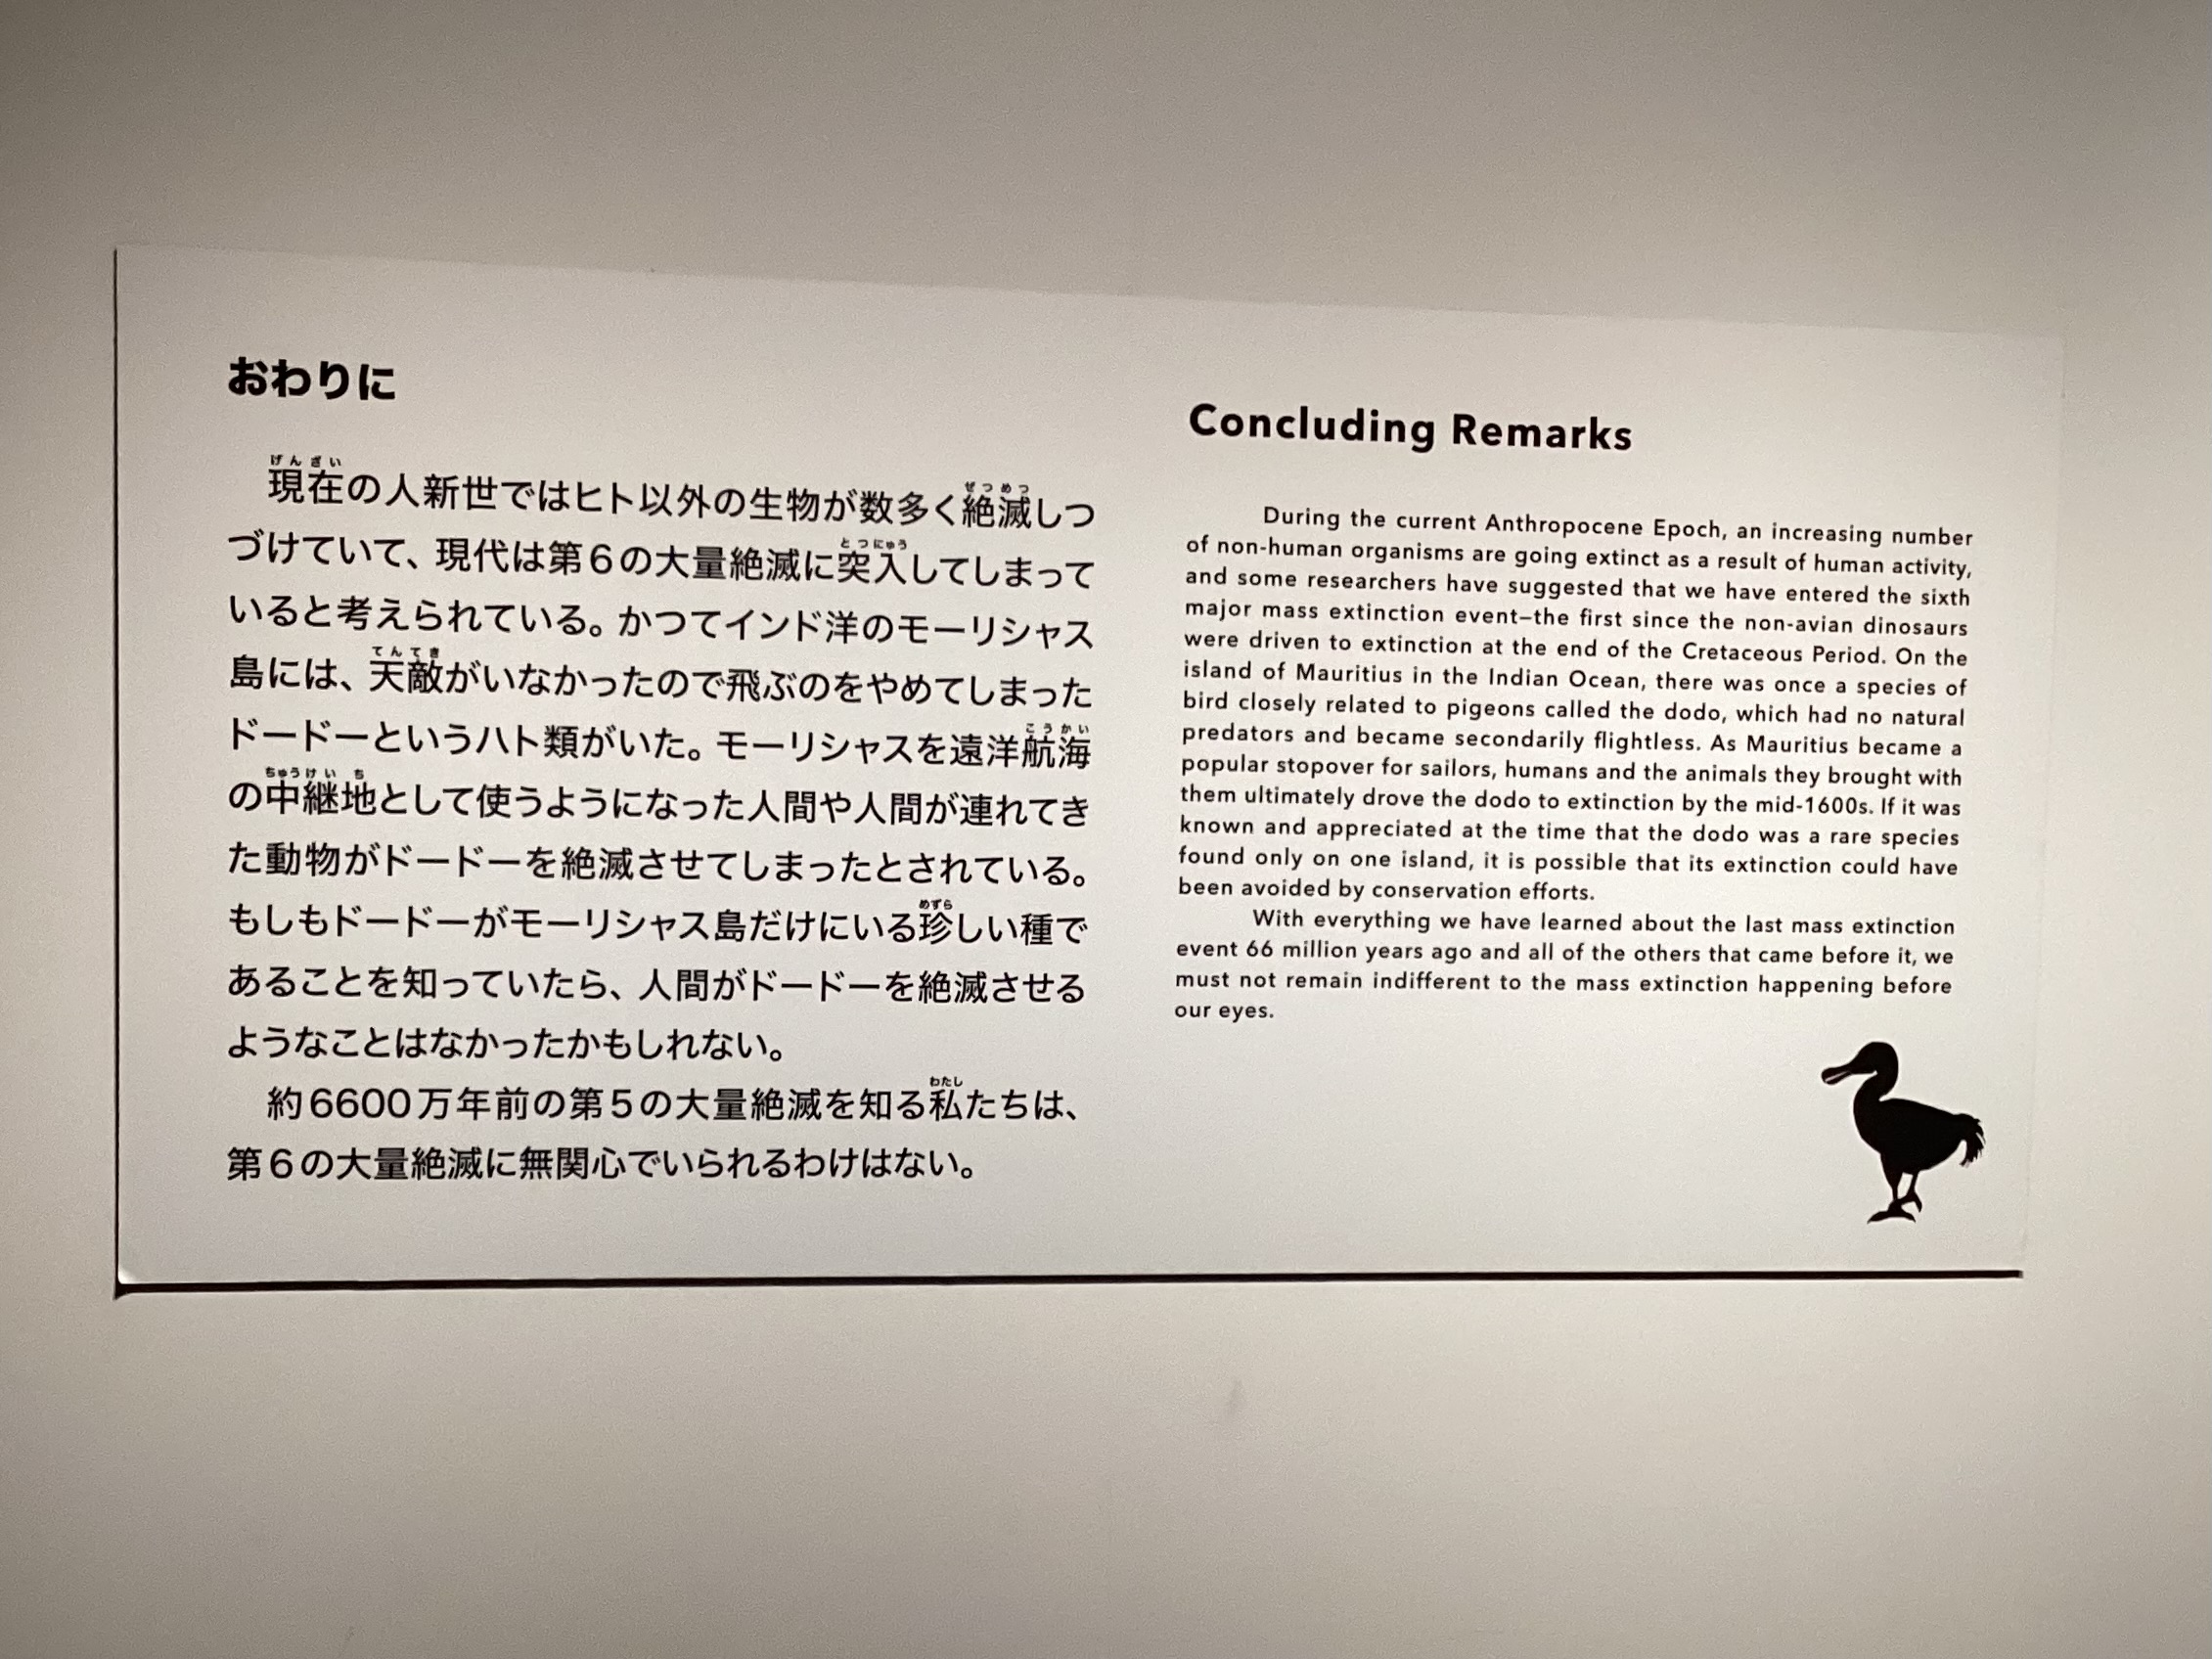 おわりに
現在の人新世ではヒト以外の生物が数多く絶滅しつ
づけていて、現代は第6の大量絶滅に突入してしまって
いると考えられている。かつてインド洋のモーリシャス
島には、天敵がいなかったので飛ぶのをやめてしまった
ドードーというハト類がいた。モーリシャスを遠洋航海
の中継地として使うようになった人間や人間が連れてき
た動物がドードーを絶滅させてしまったとされている。
もしもドードーがモーリシャス島だけにいる珍しい種で
あることを知っていたら、人間がドードーを絶滅させる
ようなことはなかったかもしれない。
約6600万年前の第5の大量絶滅を知る私たちは、
第6の大量絶滅に無関心でいられるわけはない。
Concluding Remarks
During the current Anthropocene Epoch, an increasing number
of non-human organisms are going extinct as a result of human activity,
and some researchers have suggested that we have entered the sixth
major mass extinction event–the first since the non-avian dinosaurs
were driven to extinction at the end of the Cretaceous Period. On the
island of Mauritius in the Indian Ocean, there was once a species of
bird closely related to pigeons called the dodo, which had no natural
predators and became secondarily flightless. As Mauritius became a
popular stopover for sailors, humans and the animals they brought with
them ultimately drove the dodo to extinction by the mid-1600s. If it was
known and appreciated at the time that the dodo was a rare species
found only on one island, it is possible that its extinction could have
been avoided by conservation efforts.
With everything we have learned about the last mass extinction
event 66 million years ago and all of the others that came before it, we
must not remain indifferent to the mass extinction happening before
our eyes.